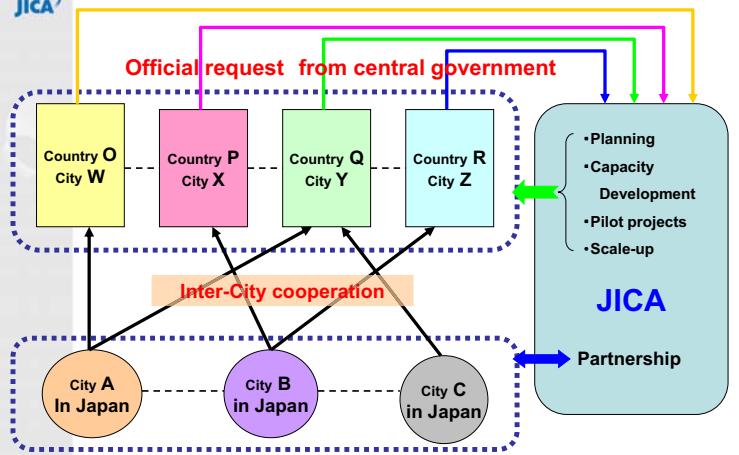 JICA
Official request from central government
Country O
City W
Country P
City X
Country Q
City Y
Country R
City Z
・Planning
・Capacity
Development
・Pilot projects
・Scale-up
JICA
Inter-City cooperation
Partnership
City A
In Japan
City B
in Japan
City C
in Japan